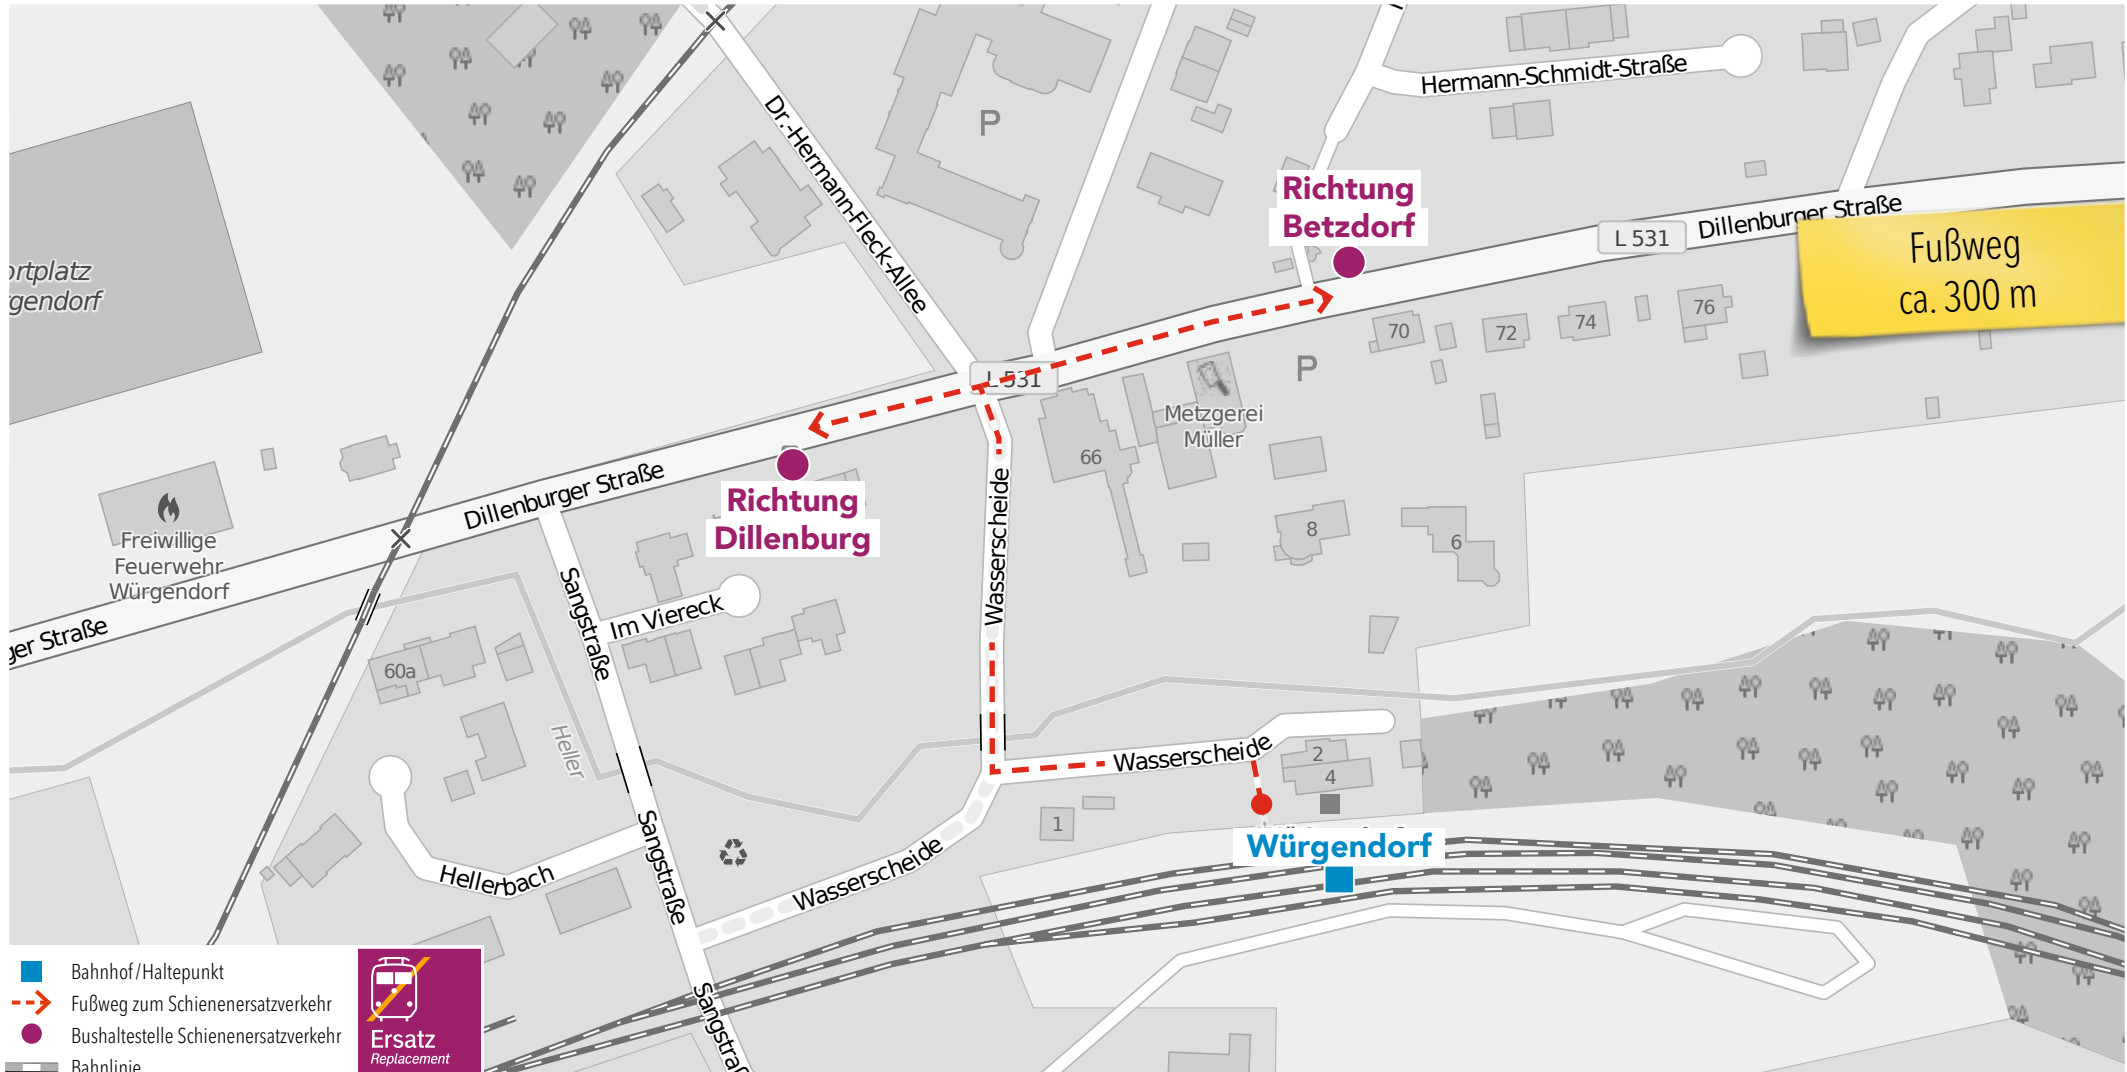 Dr.-Hermann-Fleck-Allee
P
Hermann-Schmidt-Straße
Richtung
Betzdorf
L 531
Dillenburger Straße
Fußweg
ca. 300 m
ortplatz
rgendorf
L 531
70
72
74
76
P
Metzgerei
Müller
66
Dillenburger Straße
Richtung
Dillenburg
Freiwillige
Feuerwehr
Würgendorf
ger Straße
Wasserscheide
8
6
Sangstraße
Im Viereck
60a
Heller
Wasserscheide
2
4
1
Sangstraße
Hellerbach
Wasserscheide
Würgendorf
Sangstraß
Bahnhof/Haltepunkt
Fußweg zum Schienenersatzverkehr
Bushaltestelle Schienenersatzverkehr
Bahnlinie
Ersatz
Replacement